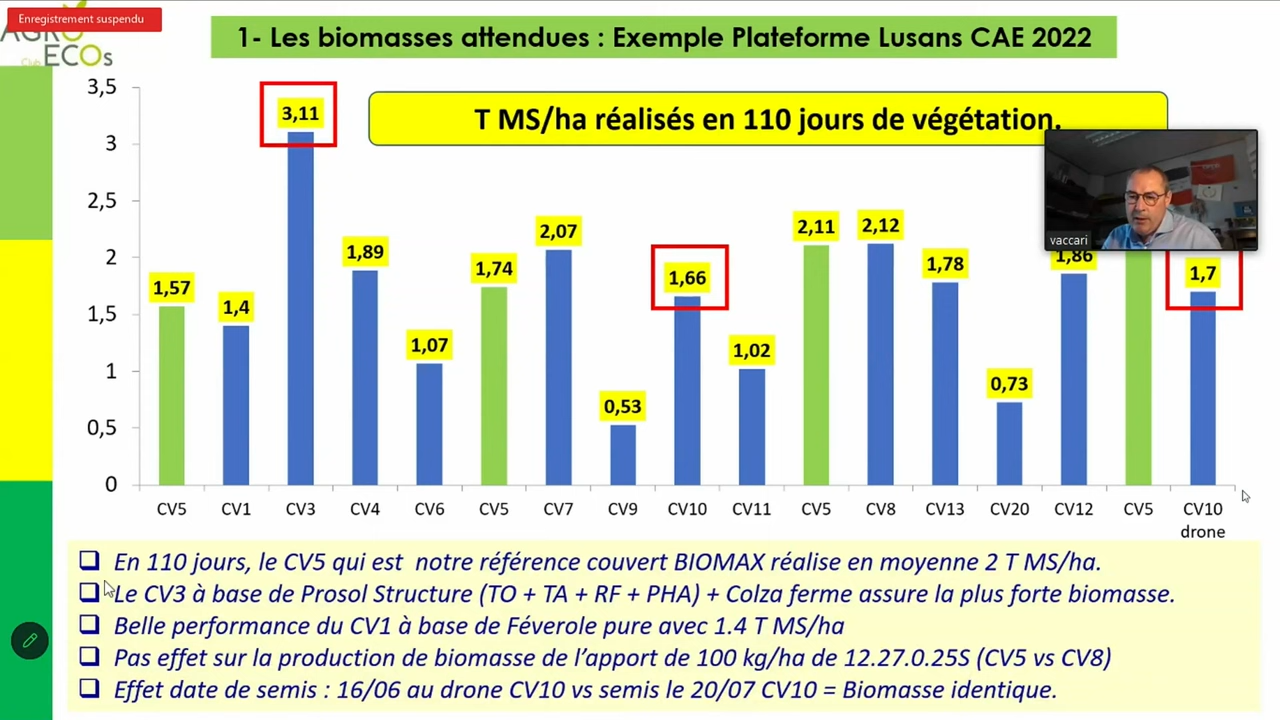 Enregistrement suspendu
AGRO
Club ECOs
1- Les biomasses attendues : Exemple Plateforme Lusans CAE 2022
T MS/ha réalisés en 110 jours de végétation.
vaccari
3,5
3
2,5
2
1,5
1
0,5
0
1,57
1,4
3,11
1,89
1,07
1,74
2,07
0,53
1,66
1,02
2,11
2,12
1,78
0,73
1,86
1,7
CV5 CV1 CV3 CV4 CV6 CV5 CV7 CV9 CV10 CV11 CV5 CV8 CV13 CV20 CV12 CV5 CV10
drone
En 110 jours, le CV5 qui est notre référence couvert BIOMAX réalise en moyenne 2 T MS/ha.
Le CV3 à base de Prosol Structure (TO + TA + RF + PHA) + Colza ferme assure la plus forte biomasse.
Belle performance du CV1 à base de Féverole pure avec 1.4 T MS/ha
Pas effet sur la production de biomasse de l'apport de 100 kg/ha de 12.27.0.25S (CV5 vs CV8)
Effet date de semis : 16/06 au drone CV10 vs semis le 20/07 CV10 = Biomasse identique.